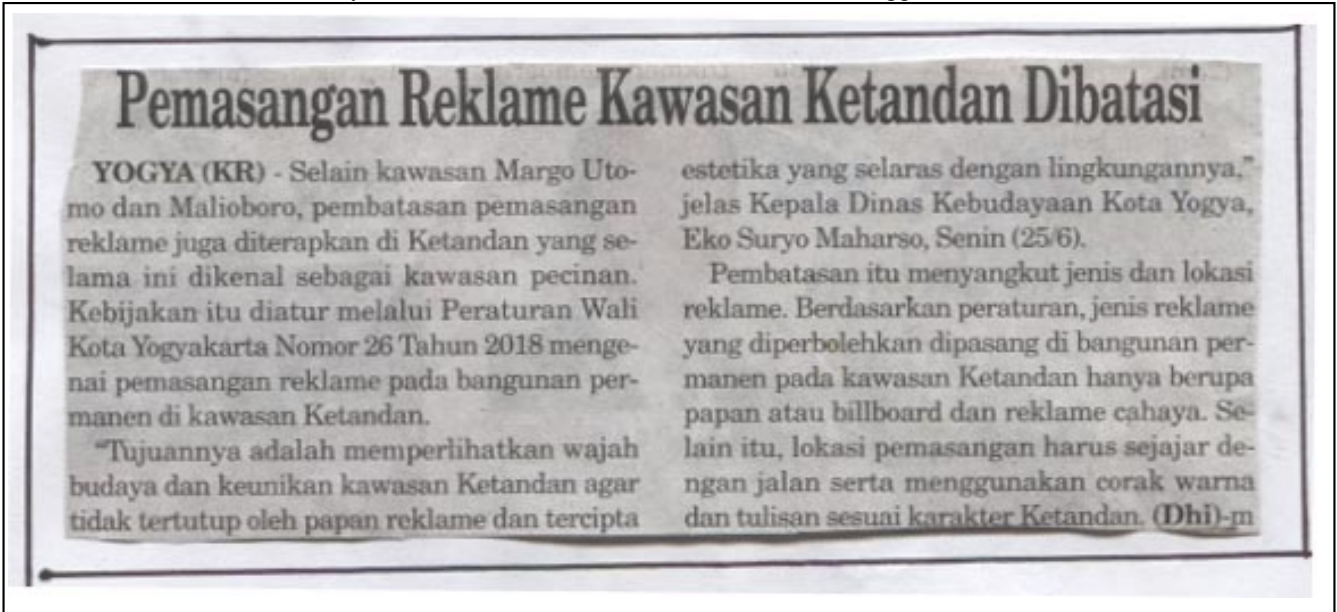 Pemasangan Reklame Kawasan Ketandan Dibatasi
YOGYA (KR) - Selain kawasan Margo Uto-
mo dan Malioboro, pembatasan pemasangan
reklame juga diterapkan di Ketandan yang se-
lama ini dikenal sebagai kawasan pecinan.
Kebijakan itu diatur melalui Peraturan Wali
Kota Yogyakarta Nomor 26 Tahun 2018 menge-
nai pemasangan reklame pada bangunan per-
manen di kawasan Ketandan.
"Tujuannya adalah memperlihatkan wajah
budaya dan keunikan kawasan Ketandan agar
tidak tertutup oleh papan reklame dan tercipta
estetika yang selaras dengan lingkungannya,"
jelas Kepala Dinas Kebudayaan Kota Yogya,
Eko Suryo Maharso, Senin (25/6).
Pembatasan itu menyangkut jenis dan lokasi
reklame. Berdasarkan peraturan, jenis reklame
yang diperbolehkan dipasang di bangunan per-
manen pada kawasan Ketandan hanya berupa
papan atau billboard dan reklame cahaya. Se-
lain itu, lokasi pemasangan harus sejajar de-
ngan jalan serta menggunakan corak warna
dan tulisan sesuai karakter Ketandan. (Dhi)-m